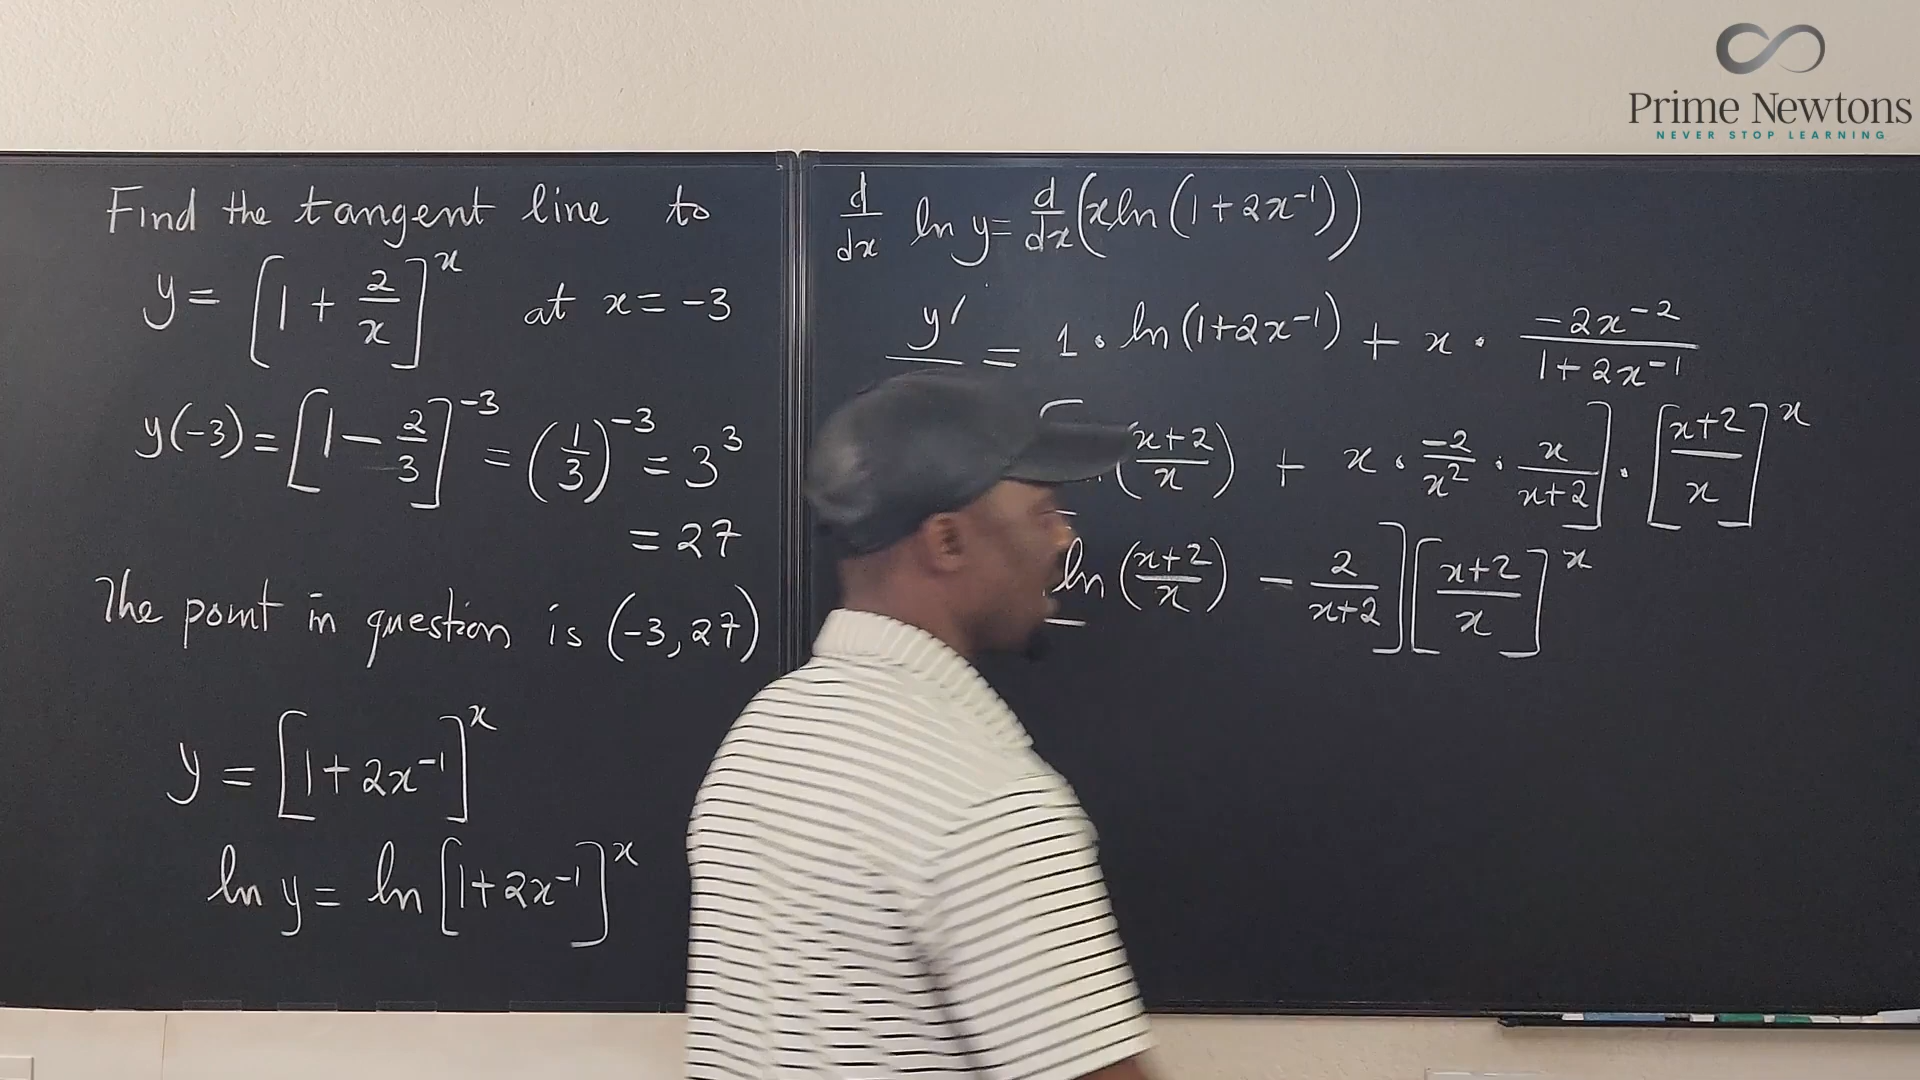 Prime Newtons
NEVER STOP LEARNING
Find the tangent line to
y = [1 + 2/x]^x at x = -3
y(-3) = [1 - 2/3]^-3 = (1/3)^-3 = 3^3
= 27
The point in question is (-3, 27)
y = [1 + 2x^-1]^x
ln y = ln [1 + 2x^-1]^x
d/dx ln y = d/dx (x ln (1 + 2x^-1))
y′ = 1 · ln (1 + 2x^-1) + x · -2x^-2/1 + 2x^-1
(x+2/x) + x · -2/x^2 · x/x+2] · [x+2/x]^x
ln (x+2/x) - 2/x+2][x+2/x]^x